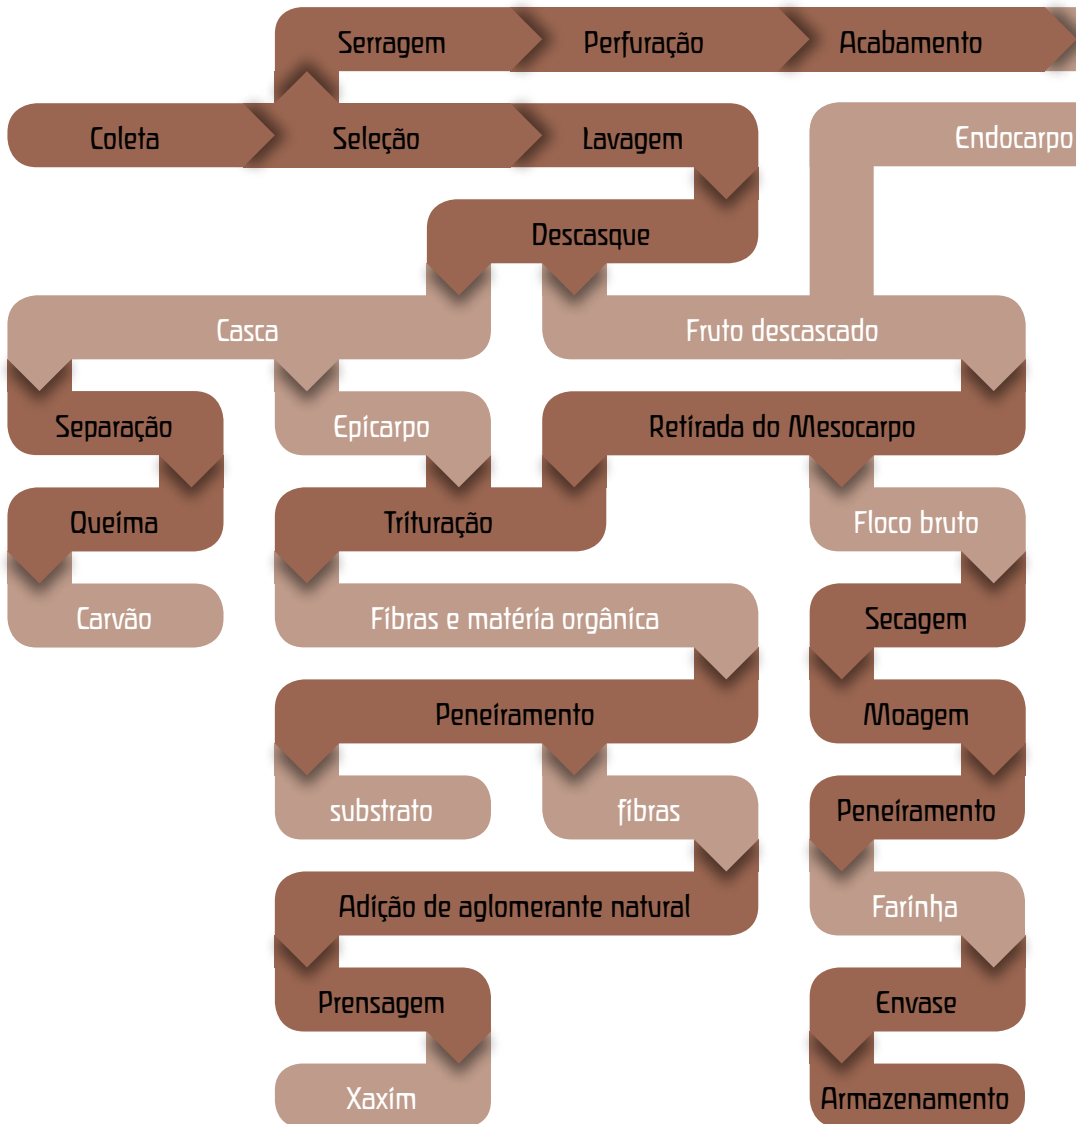 Serragem
Perfuração
Acabamento
Coleta
Seleção
Lavagem
Endocarpo
Descasque
Casca
Fruto descascado
Separação
Epicarpo
Retirada do Mesocarpo
Queima
Trituração
Floco bruto
Carvão
Fibras e matéria orgânica
Secagem
Peneiramento
Moagem
substrato
fibras
Peneiramento
Adição de aglomerante natural
Farinha
Prensagem
Envase
Xaxim
Armazenamento